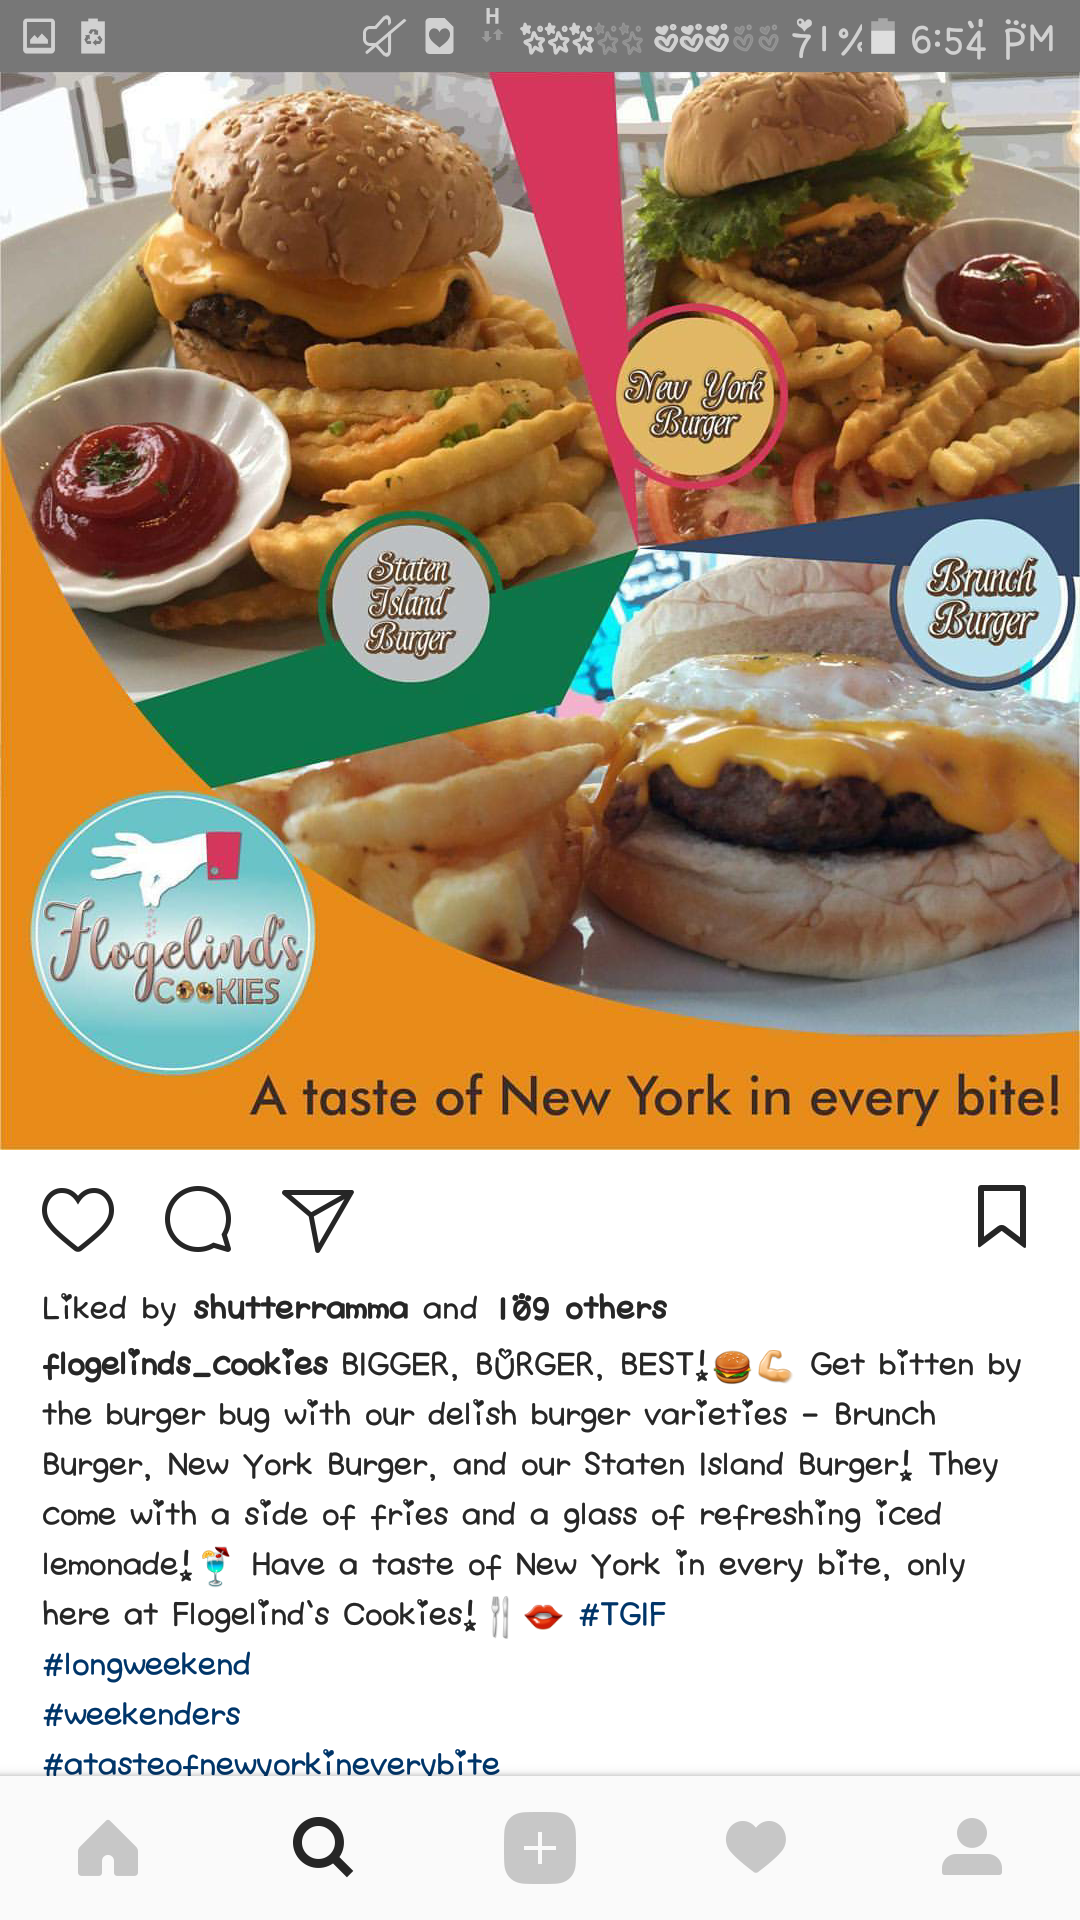 H
71% 6:54 PM
New York
Burger
Staten
Island
Burger
Brunch
Burger
Flogelind's
COOKIES
A taste of New York in every bite!
Liked by shutterramma and 109 others
flogelinds_cookies BIGGER, BURGER, BEST!🍔💪 Get bitten by
the burger bug with our delish burger varieties - Brunch
Burger, New York Burger, and our Staten Island Burger! They
come with a side of fries and a glass of refreshing iced
lemonade!🍹 Have a taste of New York in every bite, only
here at Flogelind's Cookies!🍴👄 #TGIF
#longweekend
#weekenders
#atasteofnewyorkineverybite